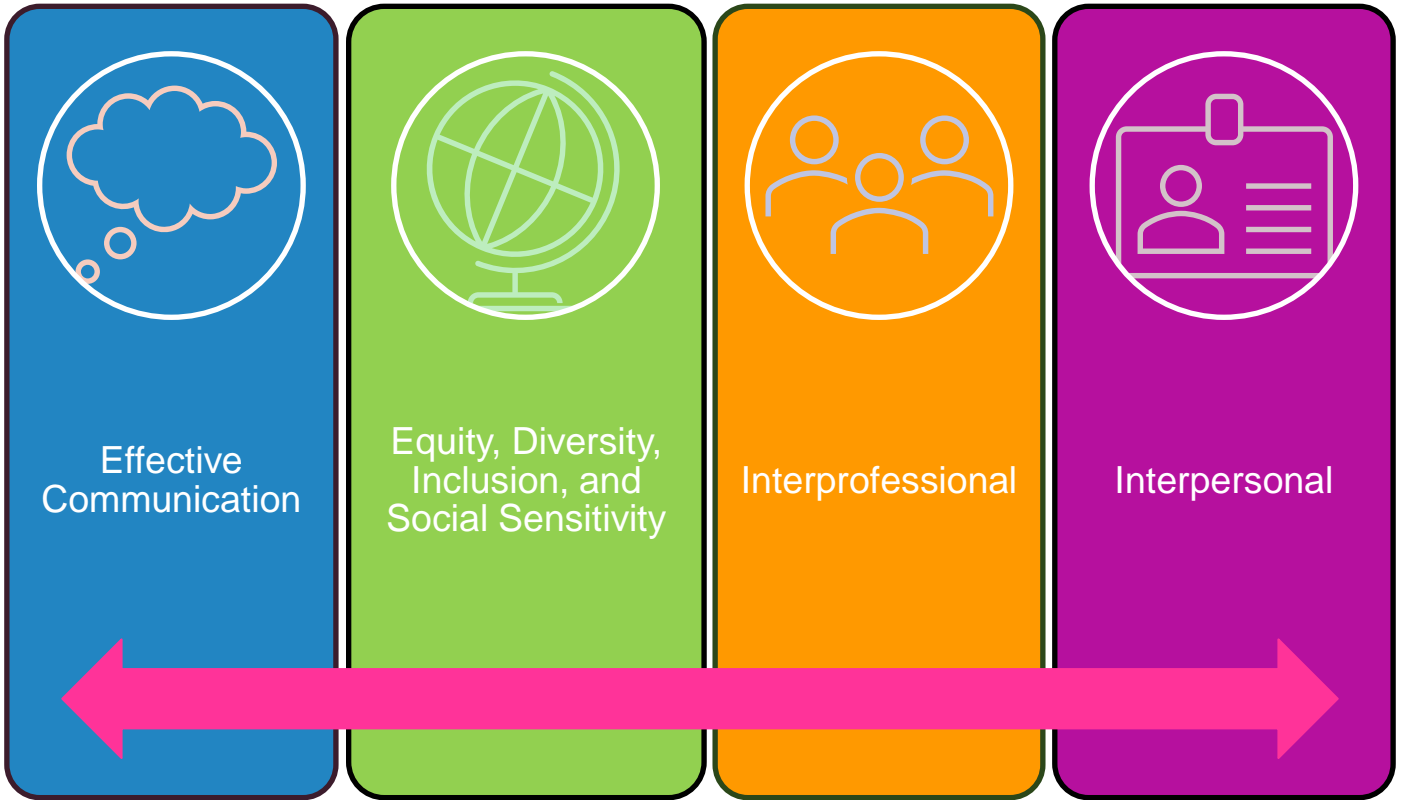 Effective
Communication
Equity, Diversity,
Inclusion, and
Social Sensitivity
Interprofessional
Interpersonal